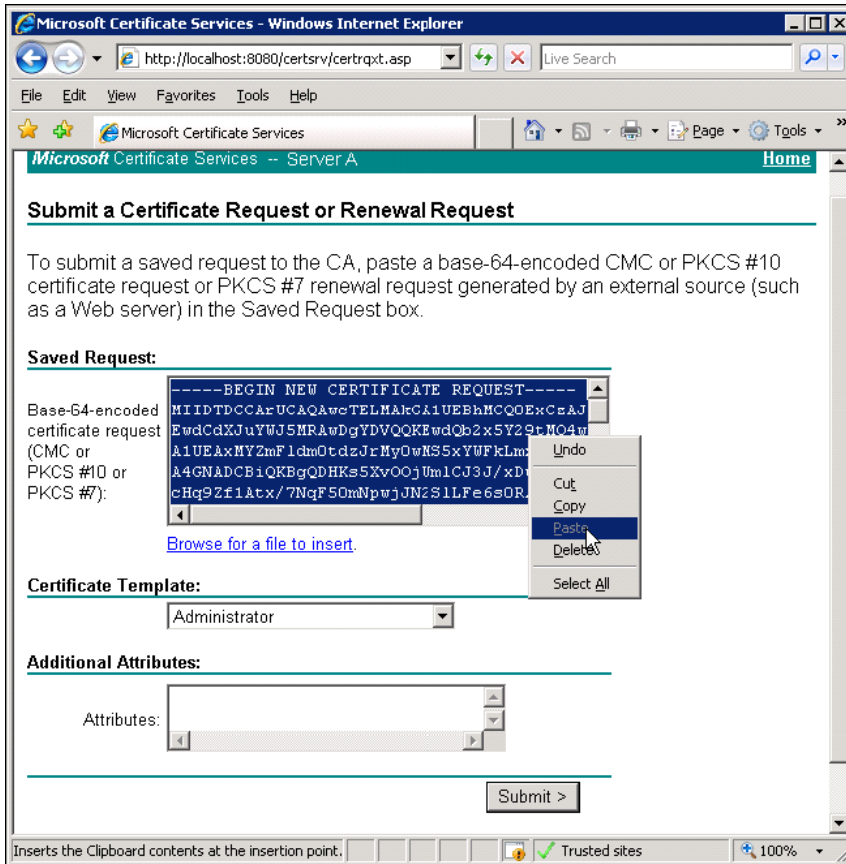 Microsoft Certificate Services - Windows Internet Explorer
http://localhost:8080/certsrv/certrqxt.asp
Live Search
File Edit View Favorites Tools Help
Microsoft Certificate Services
Page Tools »
Microsoft Certificate Services -- Server A Home
Submit a Certificate Request or Renewal Request
To submit a saved request to the CA, paste a base-64-encoded CMC or PKCS #10
certificate request or PKCS #7 renewal request generated by an external source (such
as a Web server) in the Saved Request box.
Saved Request:
Base-64-encoded
certificate request
(CMC or
PKCS #10 or
PKCS #7):
-----BEGIN NEW CERTIFICATE REQUEST-----
Undo
Cut
Copy
Paste
Delete
Select All
Browse for a file to insert.
Certificate Template:
Administrator
Additional Attributes:
Attributes:
Submit >
Inserts the Clipboard contents at the insertion point.
Trusted sites
100%